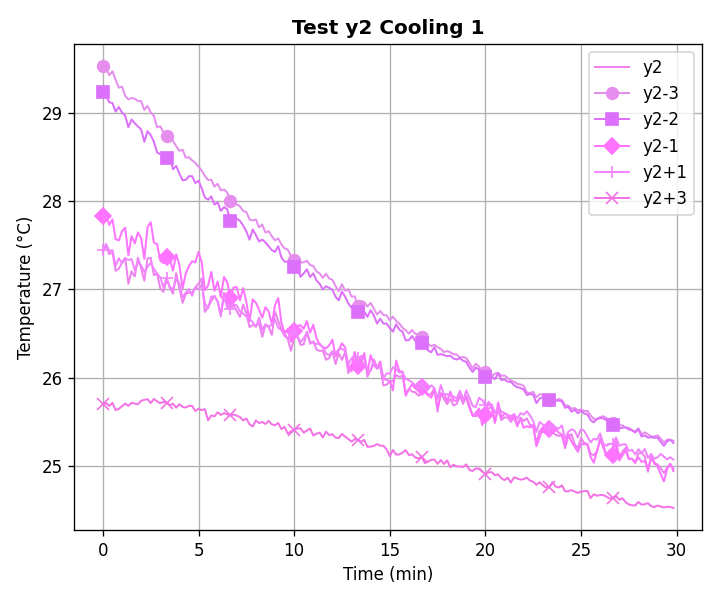 Test y2 Cooling 1
y2
y2-3
y2-2
y2-1
y2+1
y2+3
29
28
27
26
25
Temperature (°C)
0 5 10 15 20 25 30
Time (min)